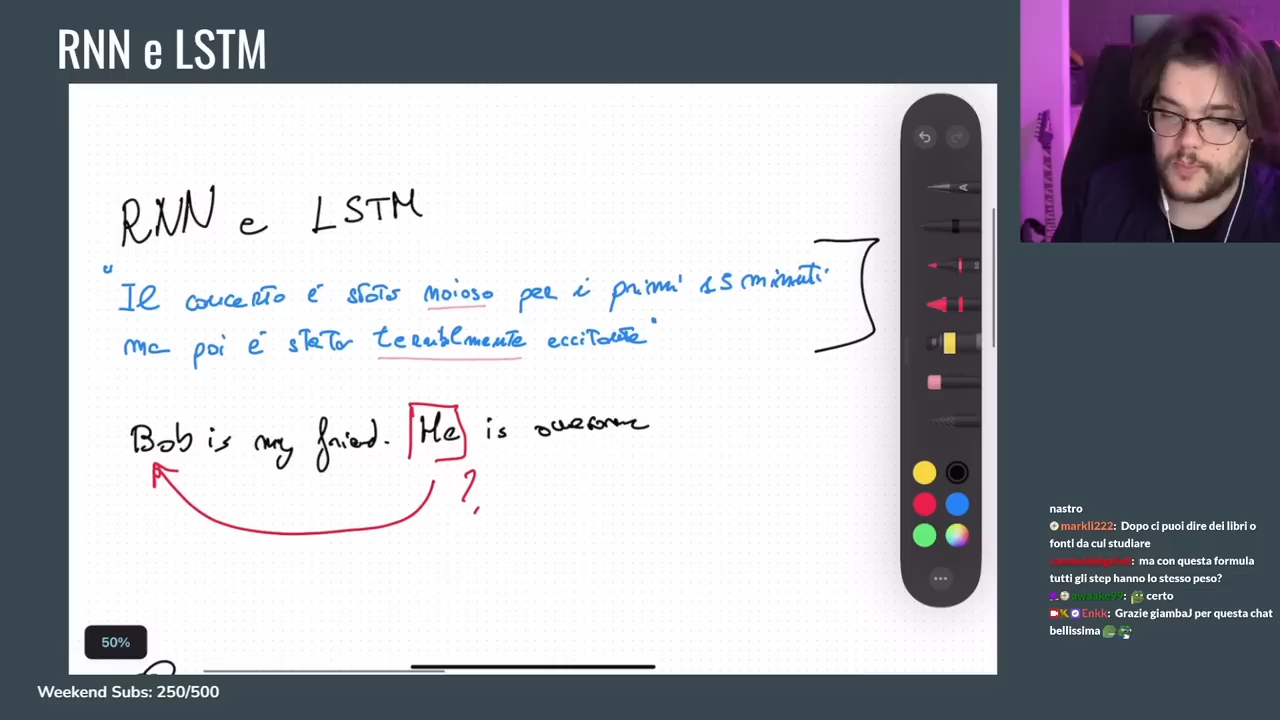 RNN e LSTM
RNN e LSTM
"Il concerto è stato noioso per i primi 15 minuti
ma poi è stato terribilmente eccitante"
Bob is my friend. He is awesome
?
50%
Weekend Subs: 250/500
nastro
markli222: Dopo ci puoi dire dei libri o
fonti da cui studiare
: ma con questa formula
tutti gli step hanno lo stesso peso?
awaake99: certo
Enkk: Grazie giambaJ per questa chat
bellissima